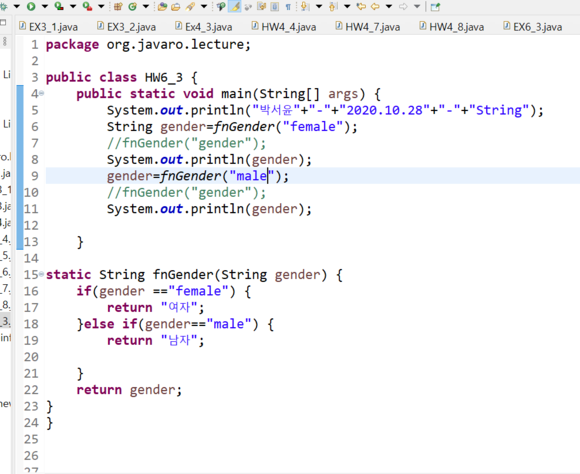 EX3_1.java EX3_2.java Ex4_3.java HW4_4.java HW4_7.java HW4_8.java EX6_3.java
1 package org.javaro.lecture;
2
3 public class HW6_3 {
4 public static void main(String[] args) {
5 System.out.println("박서윤"+"-"+"2020.10.28"+"-"+"String");
6 String gender=fnGender("female");
7 //fnGender("gender");
8 System.out.println(gender);
9 gender=fnGender("male");
10 //fnGender("gender");
11 System.out.println(gender);
12
13 }
14
15 static String fnGender(String gender) {
16 if(gender =="female") {
17 return "여자";
18 }else if(gender=="male") {
19 return "남자";
20
21 }
22 return gender;
23 }
24 }
25
26